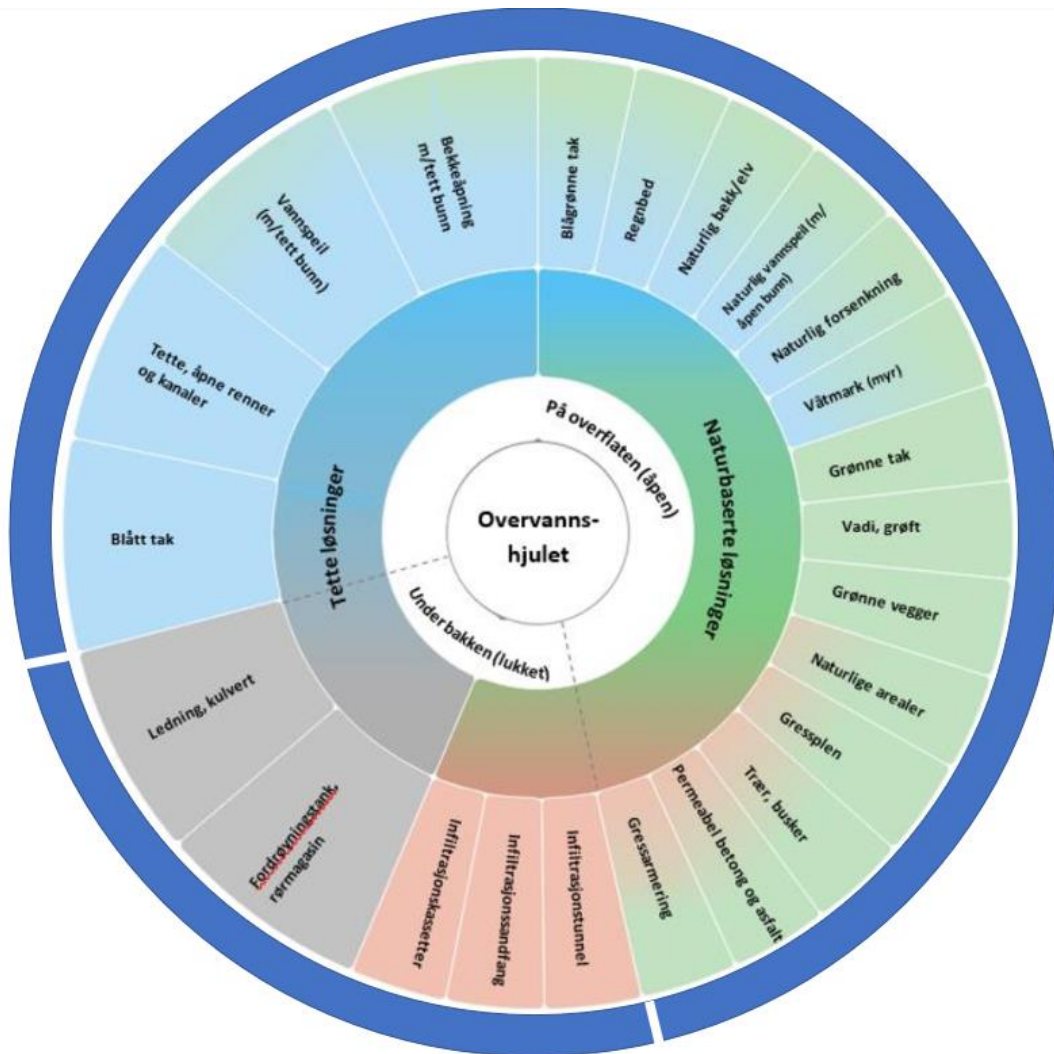 Overvanns-
hjulet
På overflaten (åpen)
Under bakken (lukket)
Naturbaserte løsninger
Tette løsninger
Blågrønne tak
Regnbed
Naturlig bekk/elv
Naturlig vannspeil (m/
åpen bunn)
Naturlig forsenkning
Våtmark (myr)
Grønne tak
Vadi, grøft
Grønne vegger
Naturlige arealer
Gressplen
Trær, busker
Permeabel betong og asfalt
Gressarmering
Infiltrasjonstunnel
Infiltrasjonssandfang
Infiltrasjonskassetter
Fordrøyningstank,
rørmagasin
Ledning, kulvert
Blått tak
Tette, åpne renner
og kanaler
Vannspeil
(m/tett bunn)
Bekkeåpning
m/tett bunn